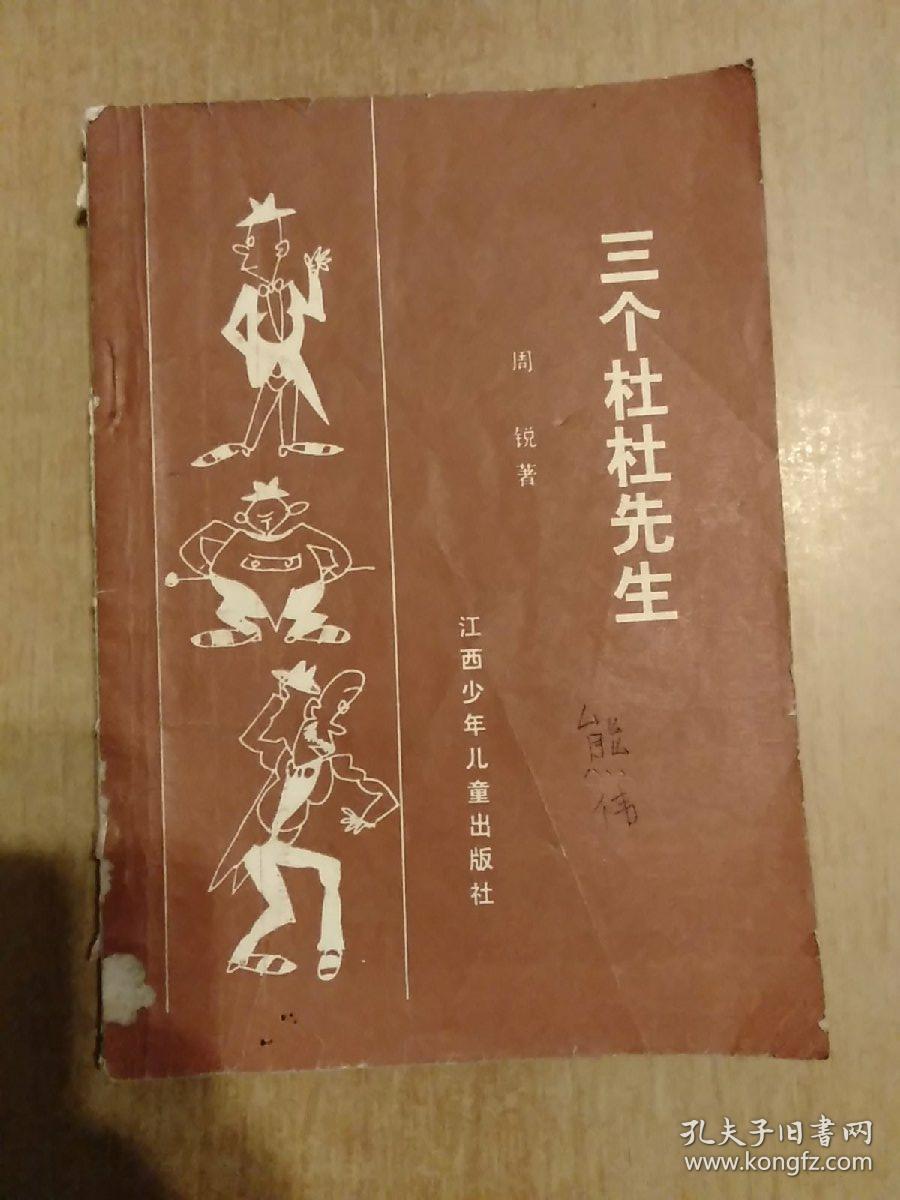 三个杜杜先生
周锐著
江西少年儿童出版社
熊伟
孔夫子旧書网
www.kongfz.com